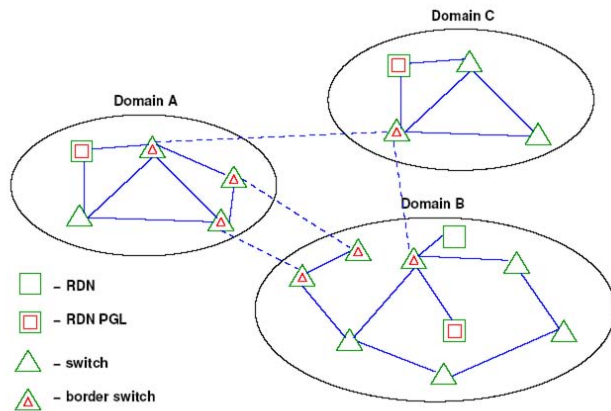 Domain C
Domain A
Domain B
– RDN
– RDN PGL
– switch
– border switch